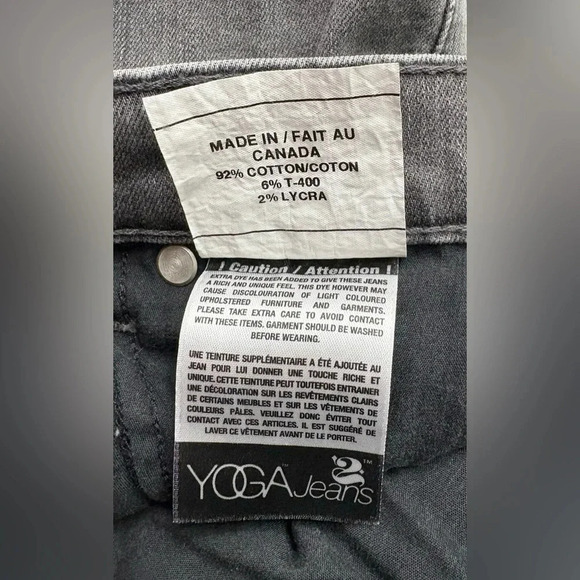 MADE IN / FAIT AU
CANADA
92% COTTON/COTON
6% T-400
2% LYCRA
! Caution / Attention !
EXTRA DYE HAS BEEN ADDED TO GIVE THESE JEANS
A RICH AND UNIQUE FEEL. THIS DYE HOWEVER MAY
CAUSE DISCOLOURATION OF LIGHT COLOURED
UPHOLSTERED FURNITURE AND GARMENTS.
PLEASE TAKE EXTRA CARE TO AVOID CONTACT
WITH THESE ITEMS. GARMENT SHOULD BE WASHED
BEFORE WEARING.
UNE TEINTURE SUPPLÉMENTAIRE A ÉTÉ AJOUTÉE AU
JEAN POUR LUI DONNER UNE TOUCHE RICHE ET
UNIQUE. CETTE TEINTURE PEUT TOUTEFOIS ENTRAINER
UNE DÉCOLORATION SUR LES REVÊTEMENTS CLAIRS
DE CERTAINS MEUBLES ET SUR LES VÊTEMENTS DE
COULEURS PÂLES. VEUILLEZ DONC ÉVITER TOUT
CONTACT AVEC CES ARTICLES. IL EST SUGGÉRÉ DE
LAVER CE VÊTEMENT AVANT DE LE PORTER.
YOGA Jeans™